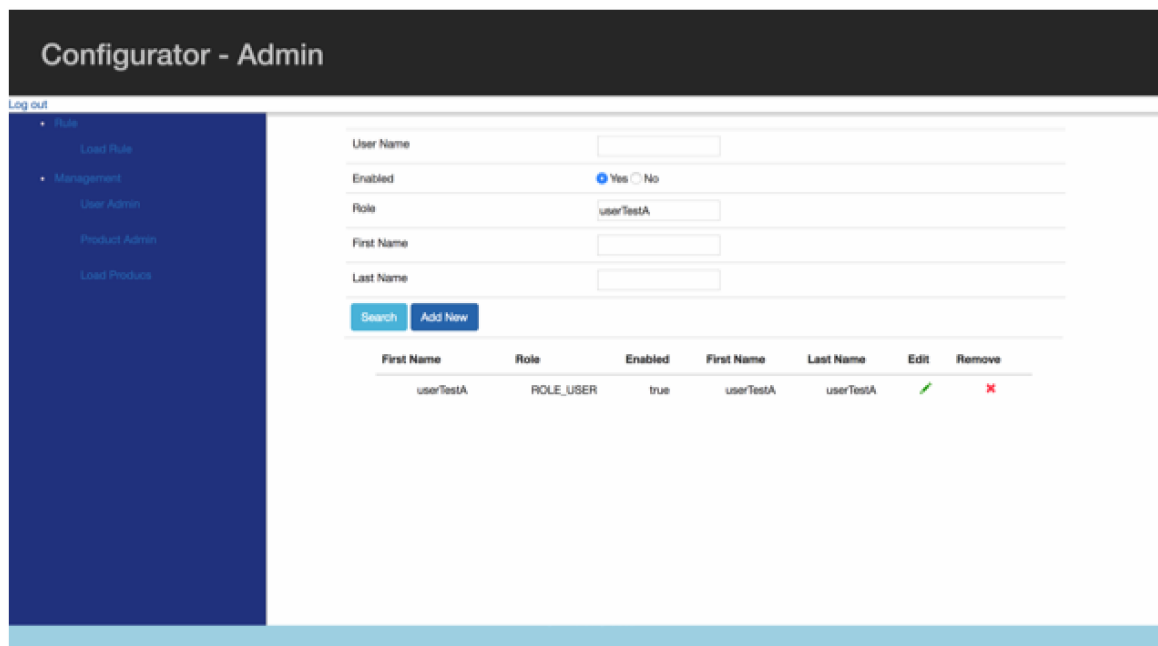 Configurator - Admin
Log out
Rule
Load Rule
Management
User Admin
Product Admin
Load Producs
User Name
Enabled Yes No
Role userTestA
First Name
Last Name
Search Add New
First Name Role Enabled First Name Last Name Edit Remove
userTestA ROLE_USER true userTestA userTestA